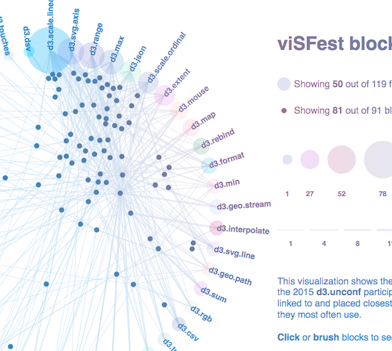 d3.touches
d3.dsv
d3.scale.linear
d3.svg.axis
d3.range
d3.max
d3.json
d3.scale.ordinal
d3.extent
d3.mouse
d3.map
d3.rebind
d3.format
d3.min
d3.geo.stream
d3.interpolate
d3.svg.line
d3.geo.path
d3.sum
d3.rgb
d3.csv
viSFest block
Showing 50 out of 119 f
Showing 81 out of 91 bl
1 27 52 78
1 4 8
This visualization shows the
the 2015 d3.unconf particip
linked to and placed closest
they most often use.
Click or brush blocks to se